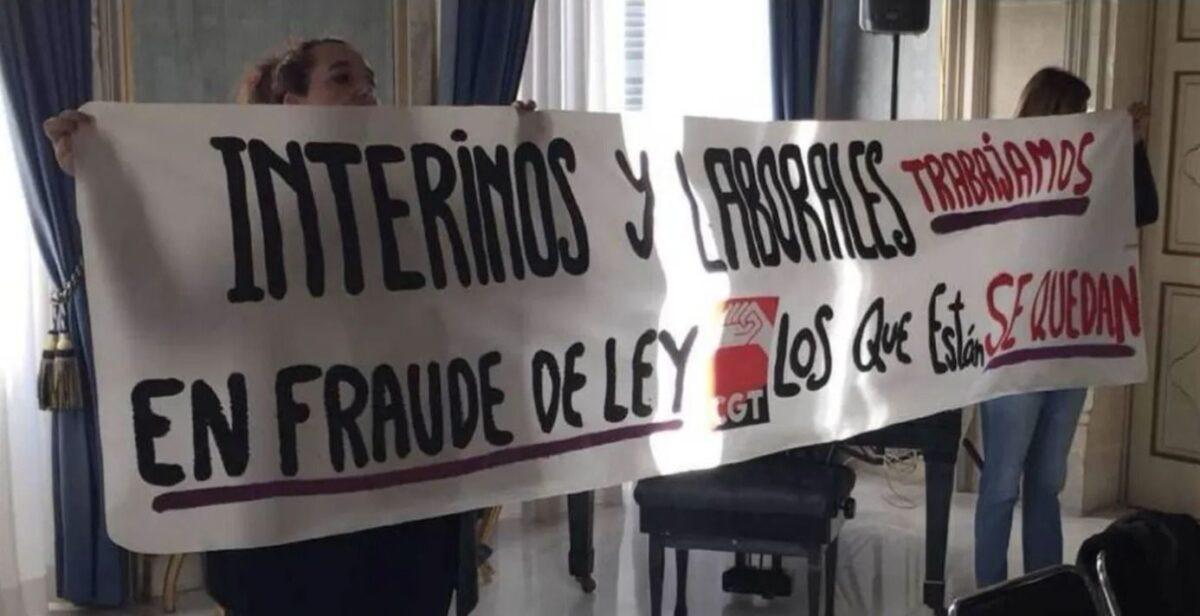 INTERINOS Y LABORALES TRABAJAMOS
EN FRAUDE DE LEY LOS QUE EStán SE QUEDAN
CGT